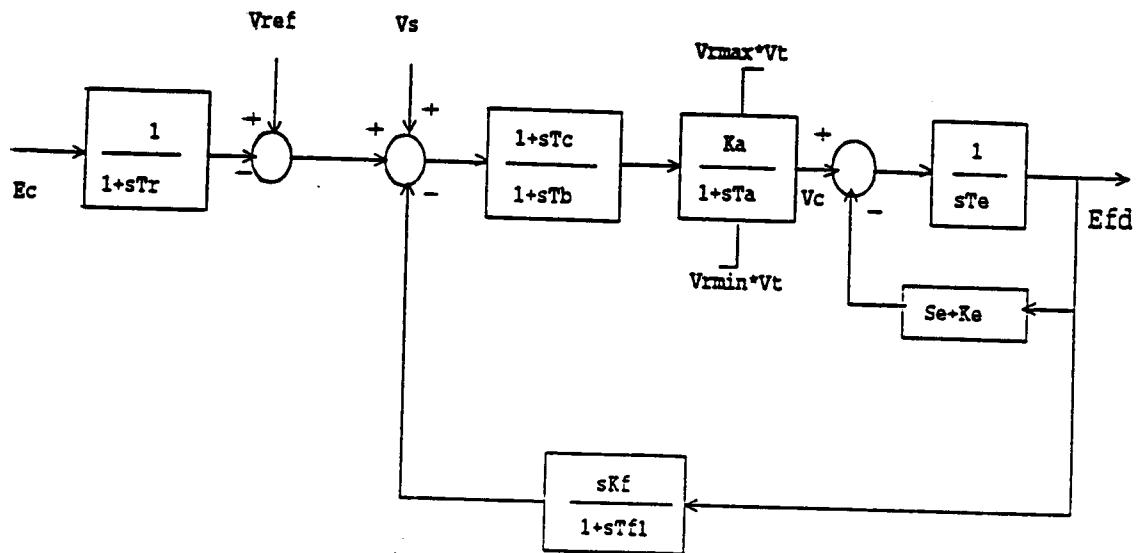 Vref
Vs
Vrmax*Vt
+
+
+
+
1
1+sTr
1+sTc
1+sTb
Ka
1+sTa
1
sTe
Ec
-
-
Vc
-
Efd
Vrmin*Vt
Se+Ke
sKf
1+sTf1